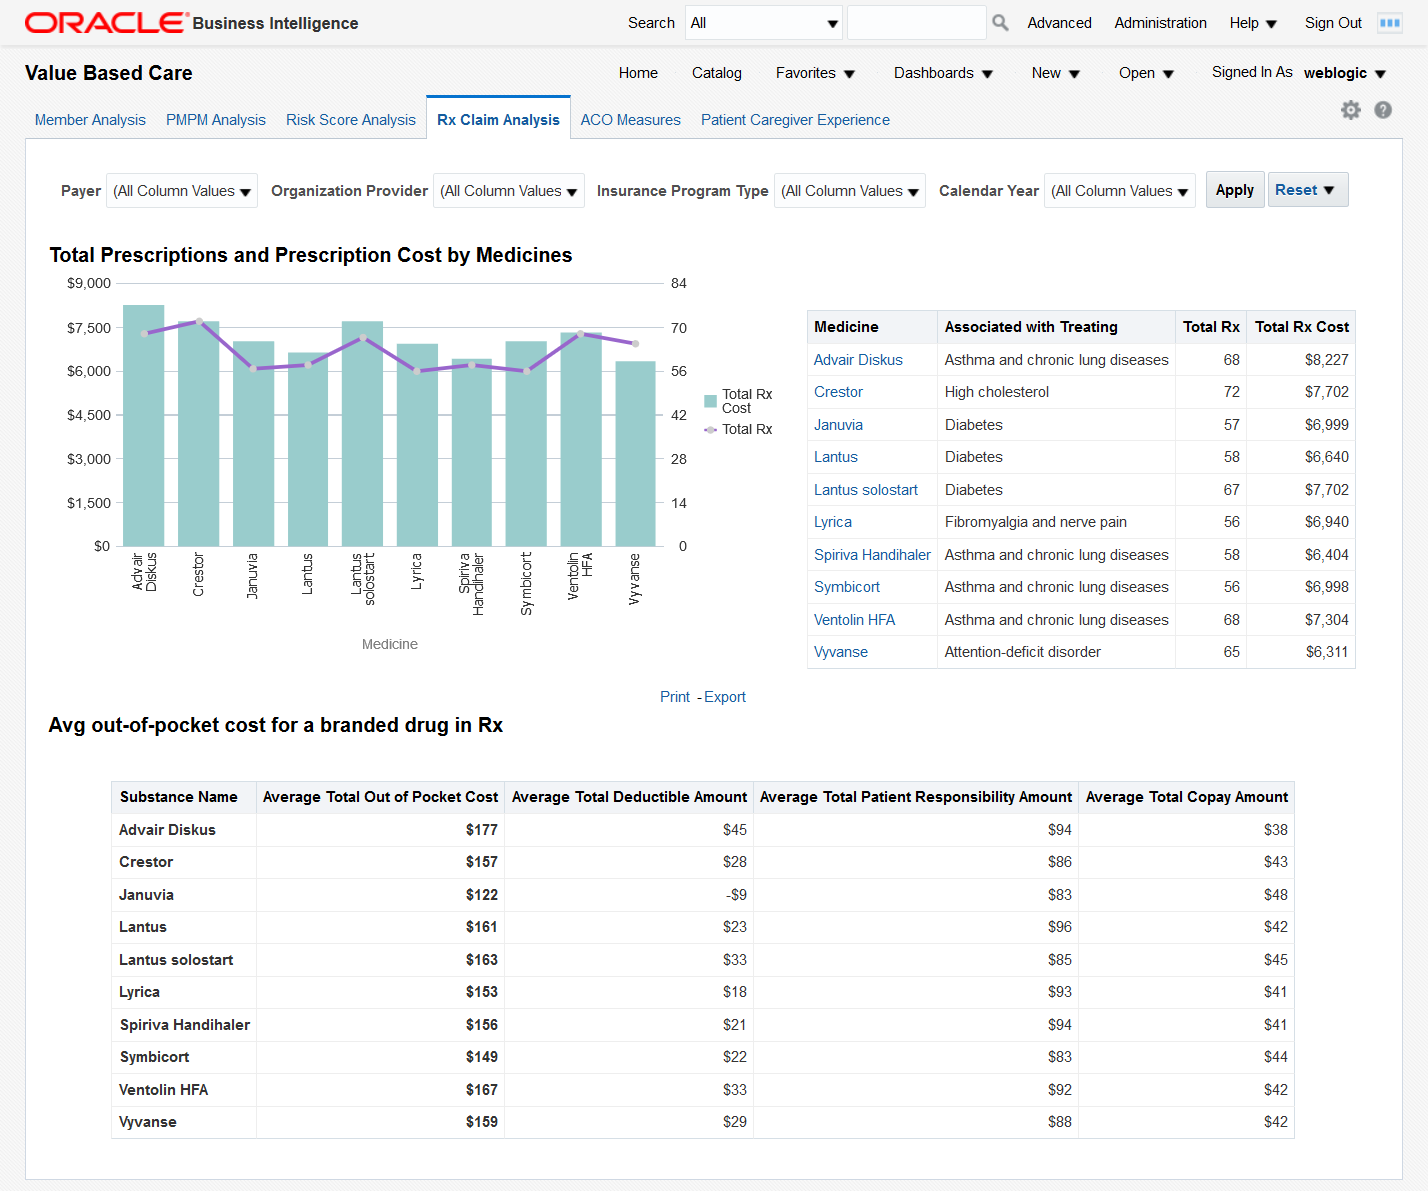 ORACLE® Business Intelligence Search All Advanced Administration Help Sign Out
Value Based Care Home Catalog Favorites Dashboards New Open Signed In As weblogic
Member Analysis PMPM Analysis Risk Score Analysis Rx Claim Analysis ACO Measures Patient Caregiver Experience
Payer (All Column Values Organization Provider (All Column Values Insurance Program Type (All Column Values Calendar Year (All Column Values Apply Reset
Total Prescriptions and Prescription Cost by Medicines
$9,000 84
$7,500 70
$6,000 56
$4,500 42
$3,000 28
$1,500 14
$0 0
Advair Diskus
Crestor
Januvia
Lantus
Lantus solostart
Lyrica
Spiriva Handihaler
Symbicort
Ventolin HFA
Vyvanse
Medicine
Total Rx
Cost
Total Rx
Medicine Associated with Treating Total Rx Total Rx Cost
Advair Diskus Asthma and chronic lung diseases 68 $8,227
Crestor High cholesterol 72 $7,702
Januvia Diabetes 57 $6,999
Lantus Diabetes 58 $6,640
Lantus solostart Diabetes 67 $7,702
Lyrica Fibromyalgia and nerve pain 56 $6,940
Spiriva Handihaler Asthma and chronic lung diseases 58 $6,404
Symbicort Asthma and chronic lung diseases 56 $6,998
Ventolin HFA Asthma and chronic lung diseases 68 $7,304
Vyvanse Attention-deficit disorder 65 $6,311
Print - Export
Avg out-of-pocket cost for a branded drug in Rx
Substance Name Average Total Out of Pocket Cost Average Total Deductible Amount Average Total Patient Responsibility Amount Average Total Copay Amount
Advair Diskus $177 $45 $94 $38
Crestor $157 $28 $86 $43
Januvia $122 -$9 $83 $48
Lantus $161 $23 $96 $42
Lantus solostart $163 $33 $85 $45
Lyrica $153 $18 $93 $41
Spiriva Handihaler $156 $21 $94 $41
Symbicort $149 $22 $83 $44
Ventolin HFA $167 $33 $92 $42
Vyvanse $159 $29 $88 $42